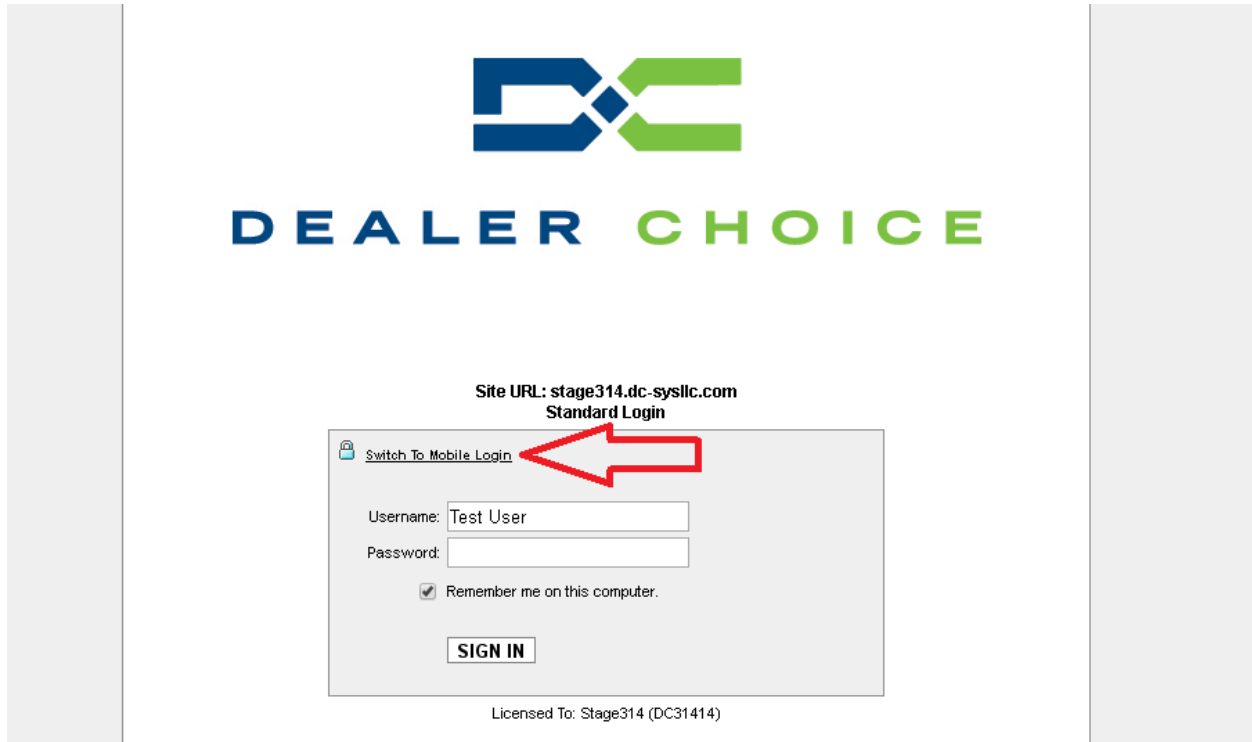 DC
DEALER CHOICE
Site URL: stage314.dc-sysllc.com
Standard Login
Switch To Mobile Login
Username: Test User
Password:
Remember me on this computer.
SIGN IN
Licensed To: Stage314 (DC31414)